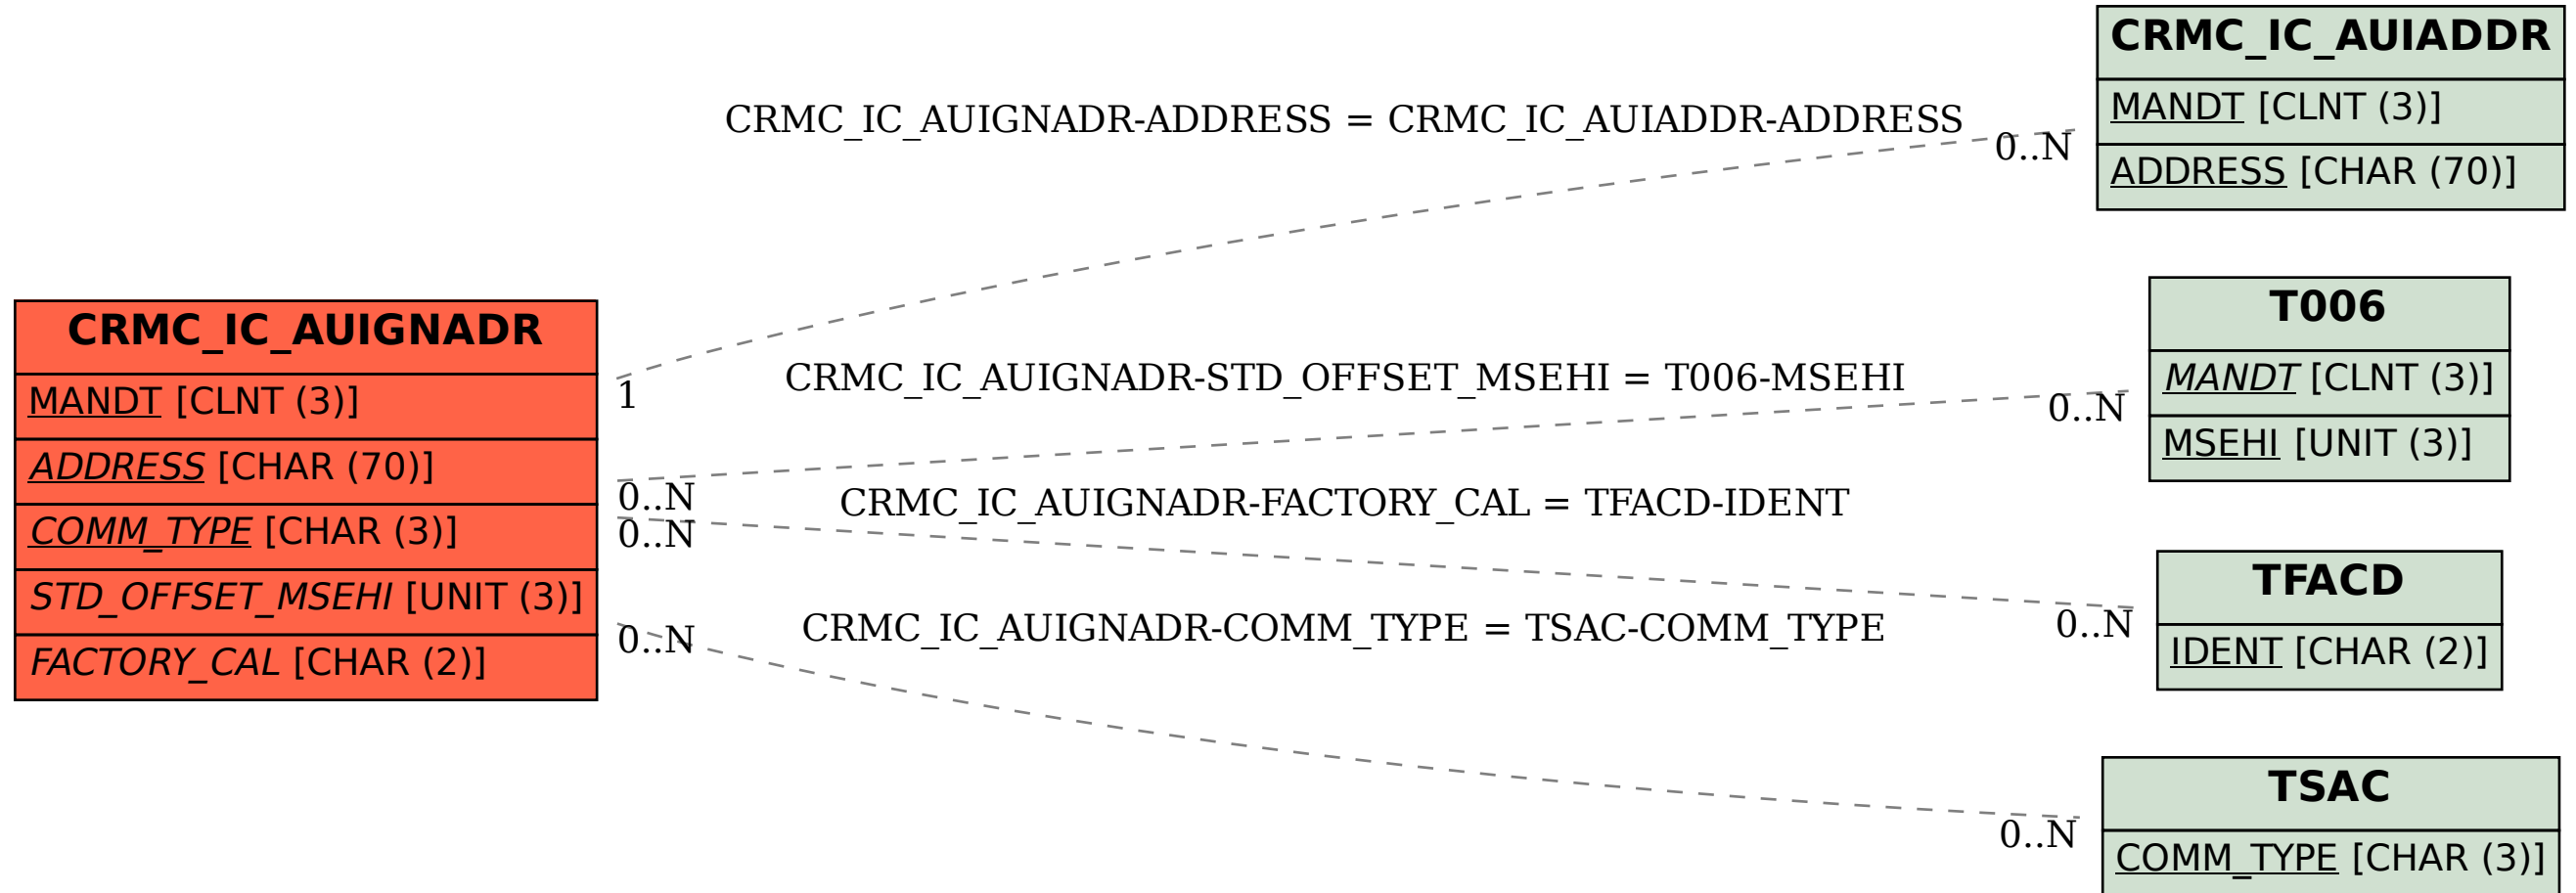 CRMC_IC_AUIGNADR
MANDT [CLNT (3)]
ADDRESS [CHAR (70)]
COMM_TYPE [CHAR (3)]
STD_OFFSET_MSEHI [UNIT (3)]
FACTORY_CAL [CHAR (2)]
CRMC_IC_AUIGNADR-ADDRESS = CRMC_IC_AUIADDR-ADDRESS
1
0..N
CRMC_IC_AUIGNADR-STD_OFFSET_MSEHI = T006-MSEHI
0..N
0..N
CRMC_IC_AUIGNADR-FACTORY_CAL = TFACD-IDENT
0..N
0..N
CRMC_IC_AUIGNADR-COMM_TYPE = TSAC-COMM_TYPE
0..N
0..N
CRMC_IC_AUIADDR
MANDT [CLNT (3)]
ADDRESS [CHAR (70)]
T006
MANDT [CLNT (3)]
MSEHI [UNIT (3)]
TFACD
IDENT [CHAR (2)]
TSAC
COMM_TYPE [CHAR (3)]